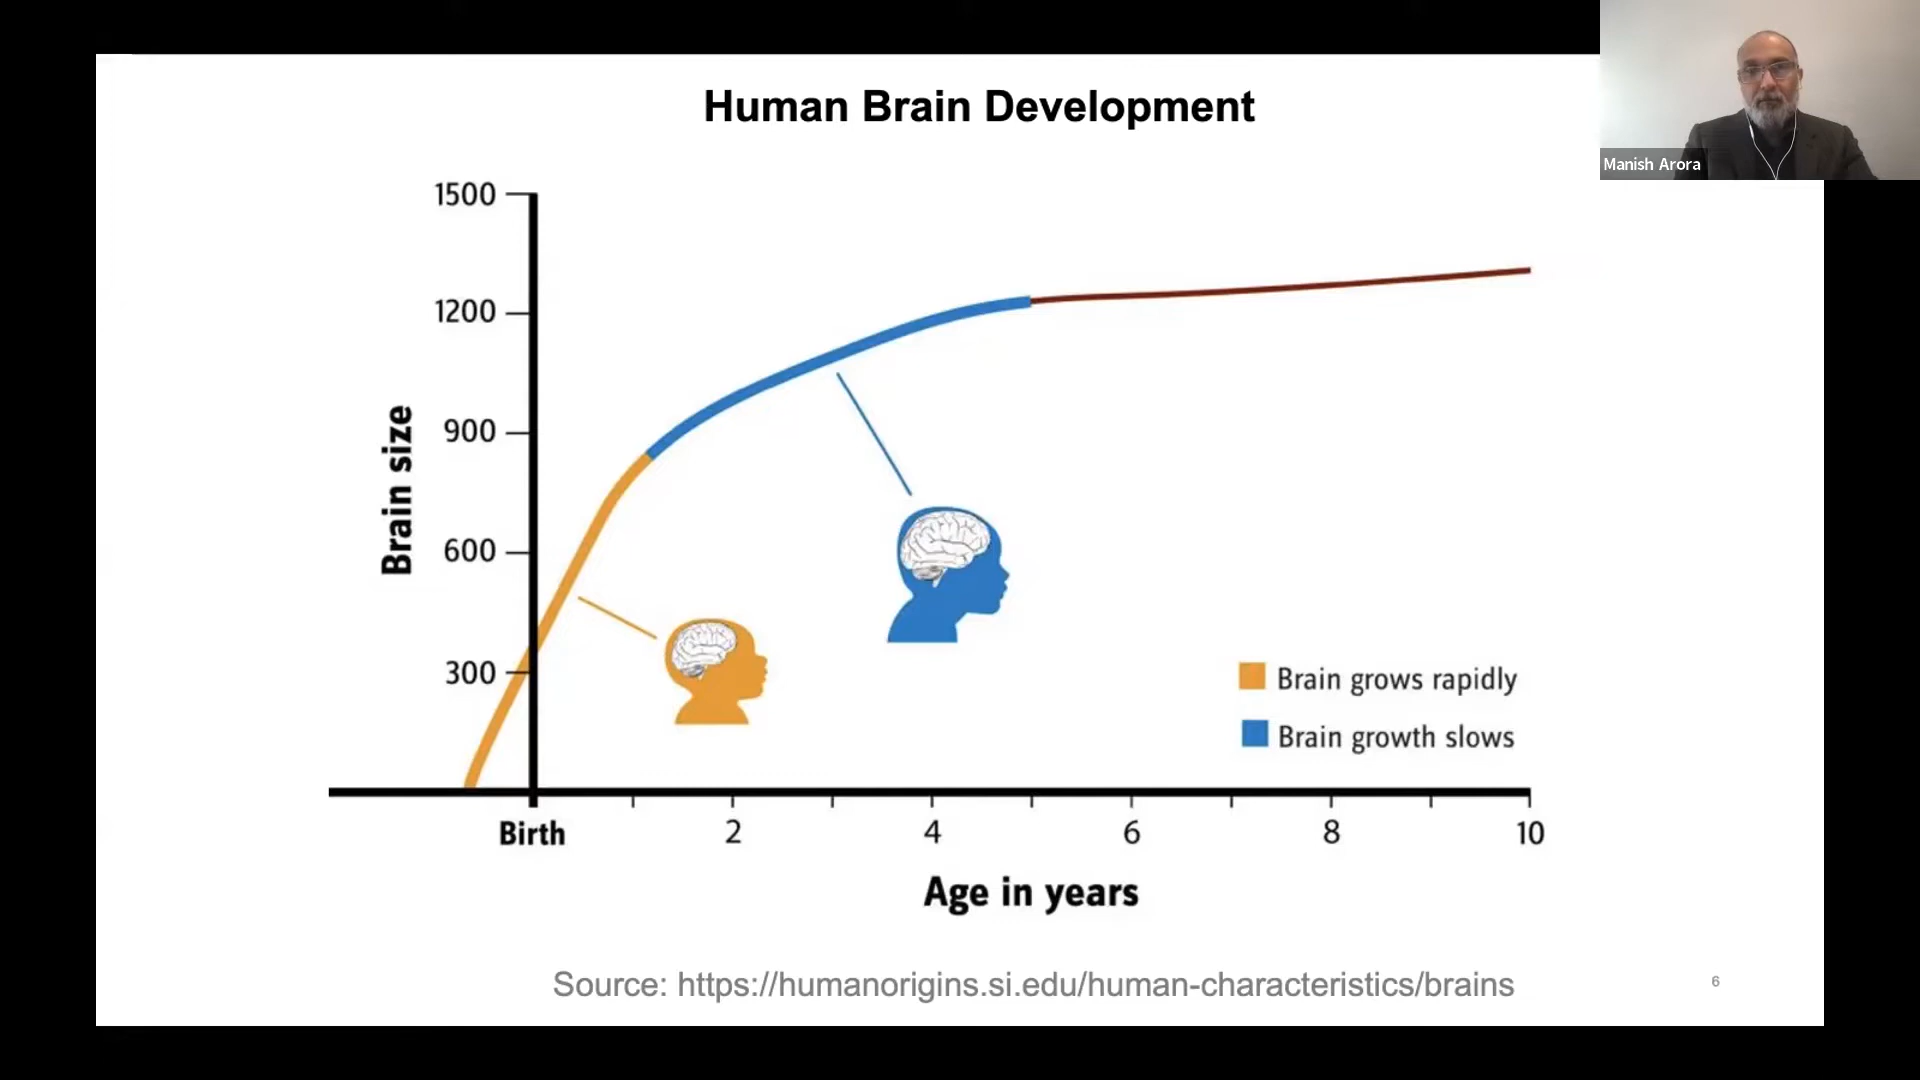 Human Brain Development
Manish Arora
1500
1200
900
600
300
Brain size
Brain grows rapidly
Brain growth slows
Birth 2 4 6 8 10
Age in years
Source: https://humanorigins.si.edu/human-characteristics/brains
6